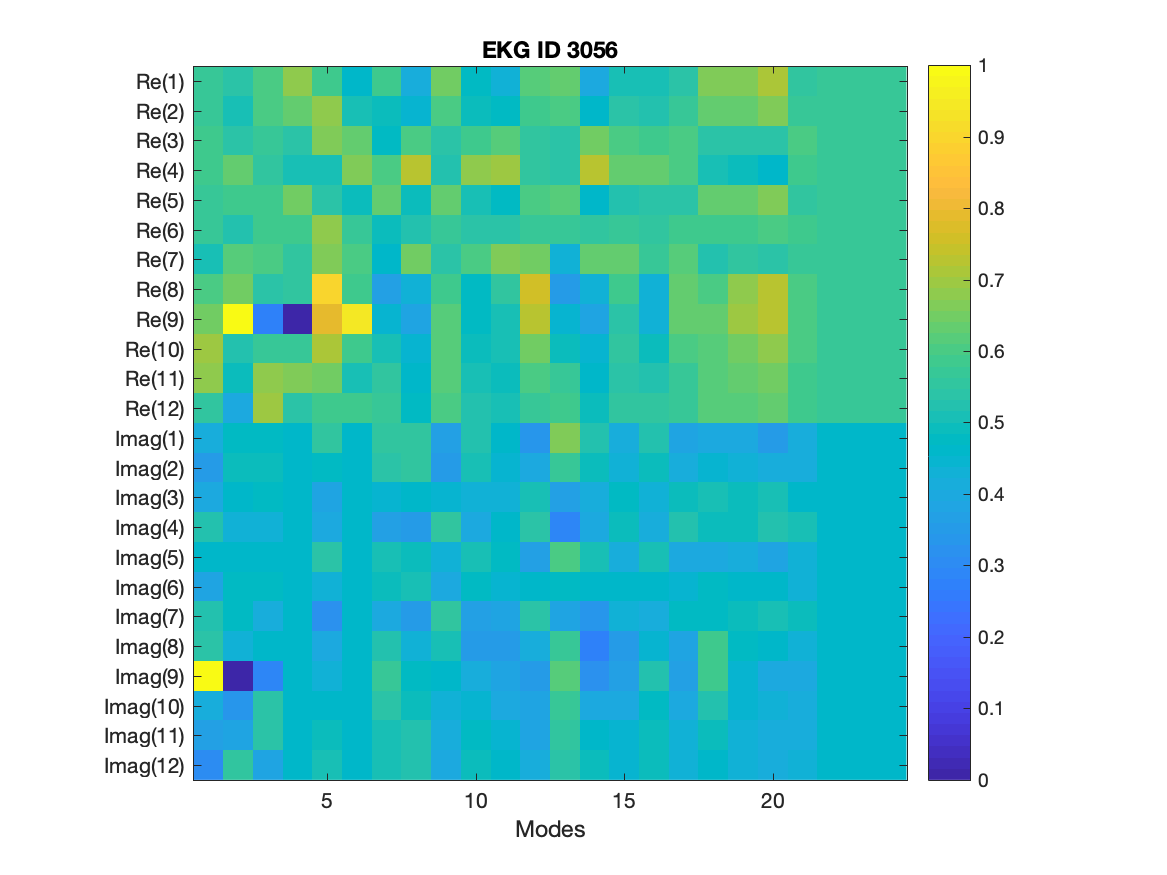 EKG ID 3056
Re(1)
Re(2)
Re(3)
Re(4)
Re(5)
Re(6)
Re(7)
Re(8)
Re(9)
Re(10)
Re(11)
Re(12)
Imag(1)
Imag(2)
Imag(3)
Imag(4)
Imag(5)
Imag(6)
Imag(7)
Imag(8)
Imag(9)
Imag(10)
Imag(11)
Imag(12)
5 10 15 20
Modes
1
0.9
0.8
0.7
0.6
0.5
0.4
0.3
0.2
0.1
0